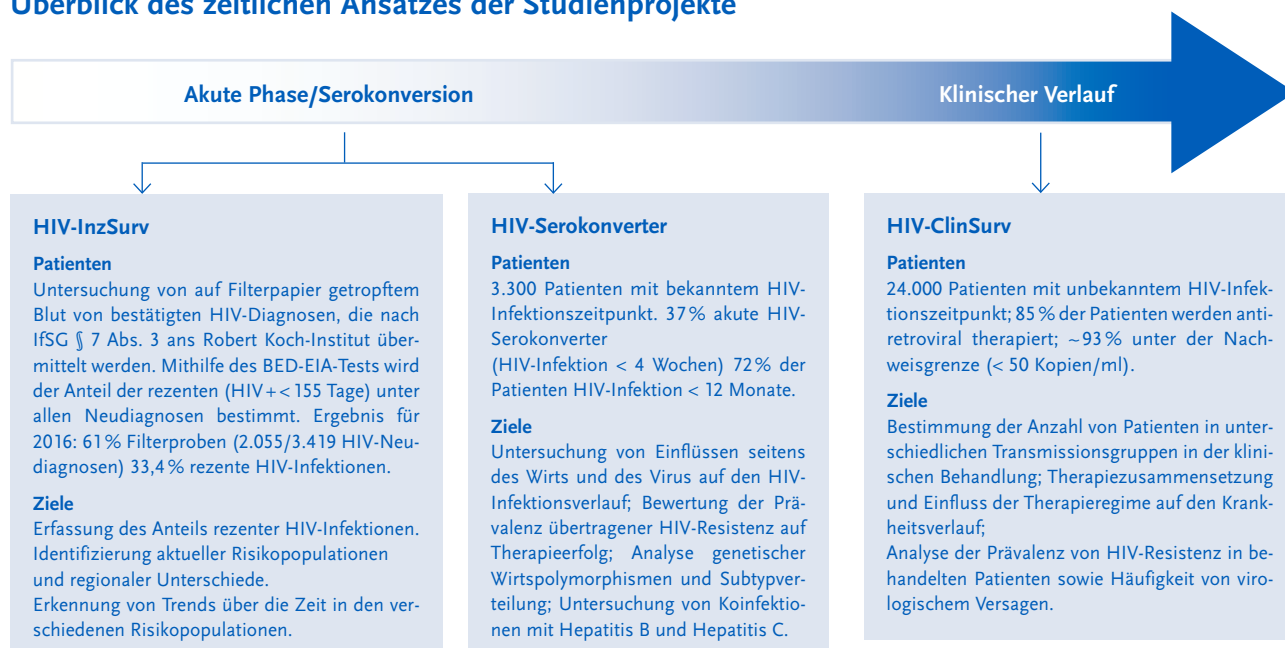 Überblick des zeitlichen Ansatzes der Studienprojekte
Akute Phase/Serokonversion
Klinischer Verlauf
HIV-InzSurv
Patienten
Untersuchung von auf Filterpapier getropftem
Blut von bestätigten HIV-Diagnosen, die nach
IfSG § 7 Abs. 3 ans Robert Koch-Institut über-
mittelt werden. Mithilfe des BED-EIA-Tests wird
der Anteil der rezenten (HIV+< 155 Tage) unter
allen Neudiagnosen bestimmt. Ergebnis für
2016: 61 % Filterproben (2.055/3.419 HIV-Neu-
diagnosen) 33,4 % rezente HIV-Infektionen.
Ziele
Erfassung des Anteils rezenter HIV-Infektionen.
Identifizierung aktueller Risikopopulationen
und regionaler Unterschiede.
Erkennung von Trends über die Zeit in den ver-
schiedenen Risikopopulationen.
HIV-Serokonverter
Patienten
3.300 Patienten mit bekanntem HIV-
Infektionszeitpunkt. 37 % akute HIV-
Serokonverter
(HIV-Infektion < 4 Wochen) 72 % der
Patienten HIV-Infektion < 12 Monate.
Ziele
Untersuchung von Einflüssen seitens
des Wirts und des Virus auf den HIV-
Infektionsverlauf; Bewertung der Prä-
valenz übertragener HIV-Resistenz auf
Therapieerfolg; Analyse genetischer
Wirtspolymorphismen und Subtypver-
teilung; Untersuchung von Koinfektio-
nen mit Hepatitis B und Hepatitis C.
HIV-ClinSurv
Patienten
24.000 Patienten mit unbekanntem HIV-Infek-
tionszeitpunkt; 85 % der Patienten werden anti-
retroviral therapiert; ~93 % unter der Nach-
weisgrenze (< 50 Kopien/ml).
Ziele
Bestimmung der Anzahl von Patienten in unter-
schiedlichen Transmissionsgruppen in der klini-
schen Behandlung; Therapiezusammensetzung
und Einfluss der Therapieregime auf den Krank-
heitsverlauf;
Analyse der Prävalenz von HIV-Resistenz in be-
handelten Patienten sowie Häufigkeit von viro-
logischem Versagen.